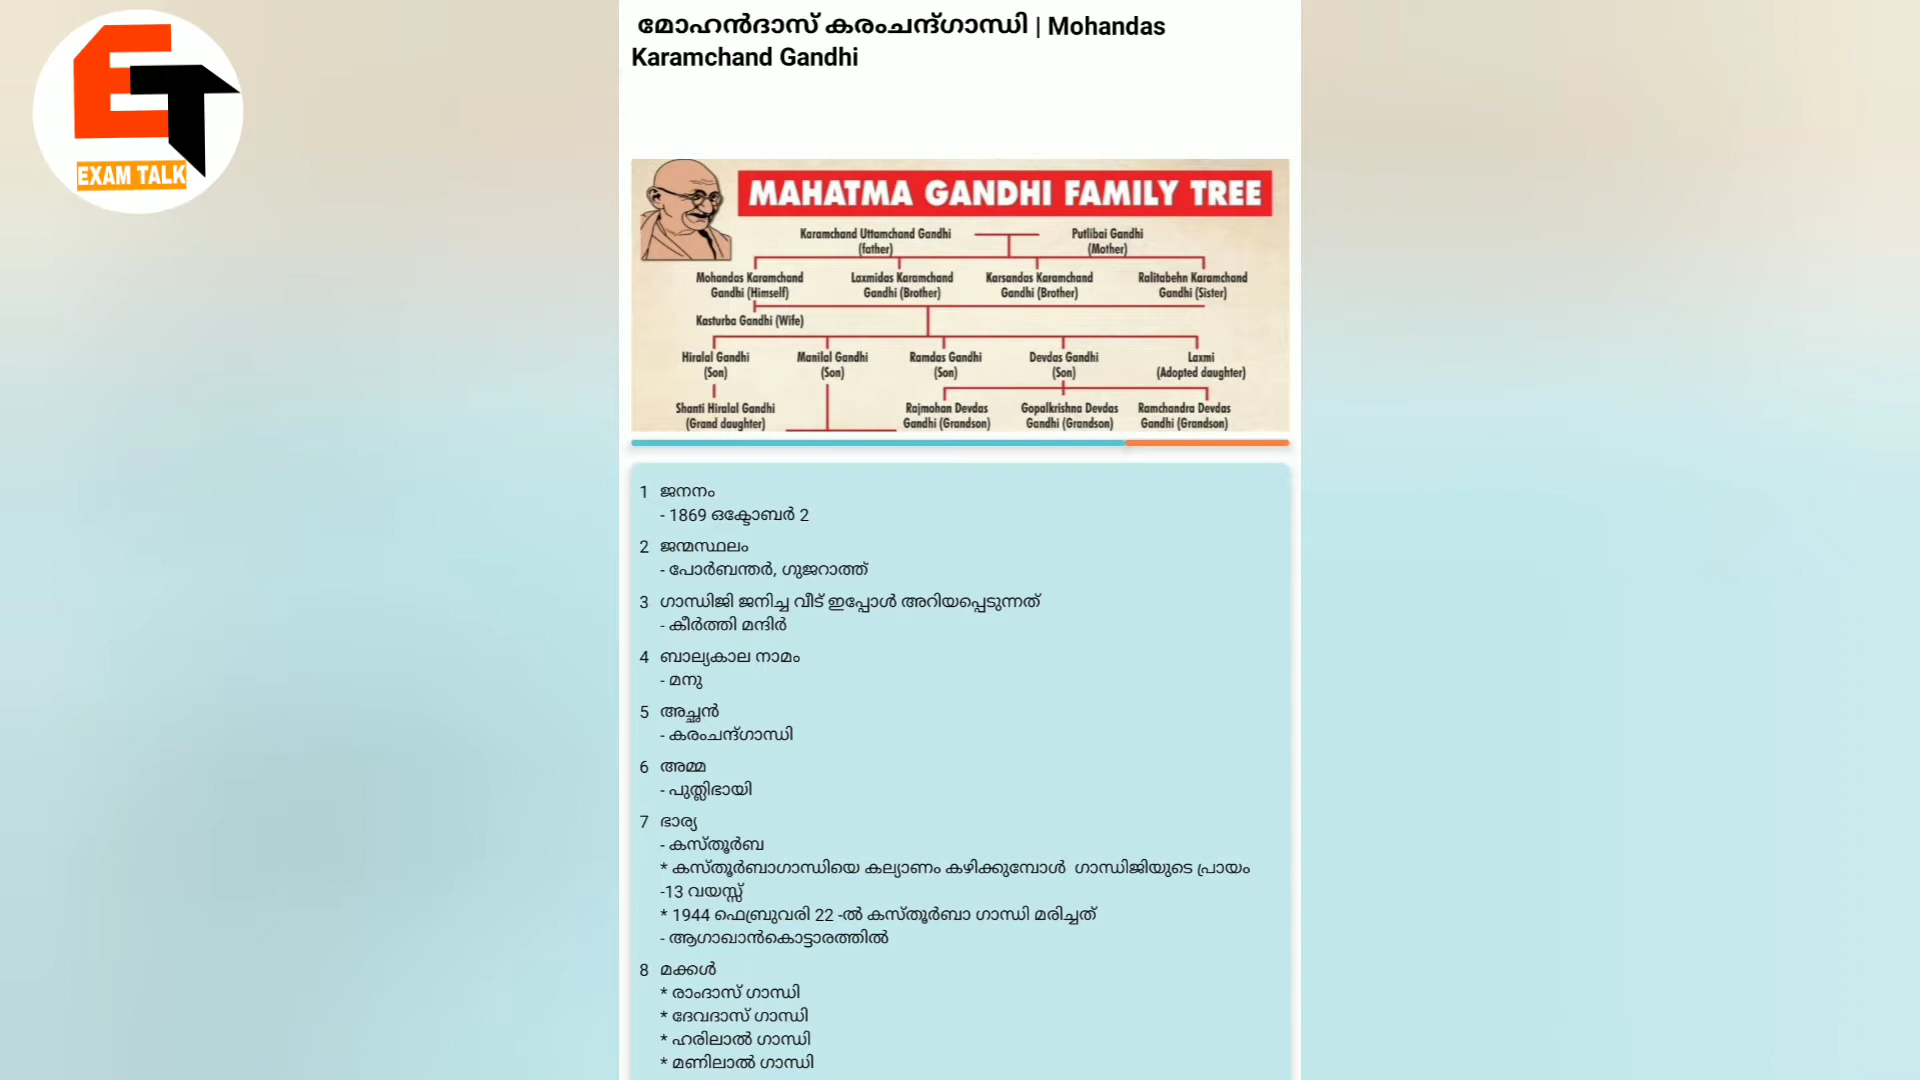 ET
EXAM TALK
മോഹൻദാസ് കരംചന്ദ്ഗാന്ധി | Mohandas
Karamchand Gandhi
MAHATMA GANDHI FAMILY TREE
Karamchand Uttamchand Gandhi
(father)
Putlibai Gandhi
(Mother)
Mohandas Karamchand
Gandhi (Himself)
Laxmidas Karamchand
Gandhi (Brother)
Karsandas Karamchand
Gandhi (Brother)
Ralitabehn Karamchand
Gandhi (Sister)
Kasturba Gandhi (Wife)
Hiralal Gandhi
(Son)
Manilal Gandhi
(Son)
Ramdas Gandhi
(Son)
Devdas Gandhi
(Son)
Laxmi
(Adopted daughter)
Shanti Hiralal Gandhi
(Grand daughter)
Rajmohan Devdas
Gandhi (Grandson)
Gopalkrishna Devdas
Gandhi (Grandson)
Ramchandra Devdas
Gandhi (Grandson)
1 ജനനം
- 1869 ഒക്ടോബർ 2
2 ജന്മസ്ഥലം
- പോർബന്തർ, ഗുജറാത്ത്
3 ഗാന്ധിജി ജനിച്ച വീട് ഇപ്പോൾ അറിയപ്പെടുന്നത്
- കീർത്തി മന്ദിർ
4 ബാല്യകാല നാമം
- മനു
5 അച്ഛൻ
- കരംചന്ദ്ഗാന്ധി
6 അമ്മ
- പുത്ലിഭായി
7 ഭാര്യ
- കസ്തൂർബ
* കസ്തൂർബാഗാന്ധിയെ കല്യാണം കഴിക്കുമ്പോൾ ഗാന്ധിജിയുടെ പ്രായം
-13 വയസ്സ്
* 1944 ഫെബ്രുവരി 22 -ൽ കസ്തൂർബാ ഗാന്ധി മരിച്ചത്
- ആഗാഖാൻകൊട്ടാരത്തിൽ
8 മക്കൾ
* രാംദാസ് ഗാന്ധി
* ദേവദാസ് ഗാന്ധി
* ഹരിലാൽ ഗാന്ധി
* മണിലാൽ ഗാന്ധി